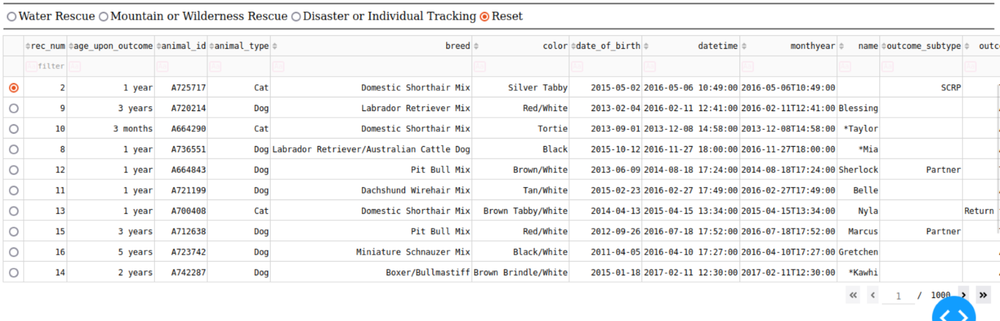 Water Rescue Mountain or Wilderness Rescue Disaster or Individual Tracking Reset
rec_num age_upon_outcome animal_id animal_type breed color date_of_birth datetime monthyear name outcome_subtype outc
filter
2 1 year A725717 Cat Domestic Shorthair Mix Silver Tabby 2015-05-02 2016-05-06 10:49:00 2016-05-06T10:49:00 SCRP
9 3 years A720214 Dog Labrador Retriever Mix Red/White 2013-02-04 2016-02-11 12:41:00 2016-02-11T12:41:00 Blessing
10 3 months A664290 Cat Domestic Shorthair Mix Tortie 2013-09-01 2013-12-08 14:58:00 2013-12-08T14:58:00 *Taylor
8 1 year A736551 Dog Labrador Retriever/Australian Cattle Dog Black 2015-10-12 2016-11-27 18:00:00 2016-11-27T18:00:00 *Mia
12 1 year A664843 Dog Pit Bull Mix Brown/White 2013-06-09 2014-08-18 17:24:00 2014-08-18T17:24:00 Sherlock Partner
11 1 year A721199 Dog Dachshund Wirehair Mix Tan/White 2015-02-23 2016-02-27 17:49:00 2016-02-27T17:49:00 Belle
13 1 year A700408 Cat Domestic Shorthair Mix Brown Tabby/White 2014-04-13 2015-04-15 13:34:00 2015-04-15T13:34:00 Nyla Return
15 3 years A712638 Dog Pit Bull Mix Red/White 2012-09-26 2016-07-18 17:52:00 2016-07-18T17:52:00 Marcus Partner
16 5 years A723742 Dog Miniature Schnauzer Mix Black/White 2011-04-05 2016-04-10 17:27:00 2016-04-10T17:27:00 Gretchen
14 2 years A742287 Dog Boxer/Bullmastiff Brown Brindle/White 2015-01-18 2017-02-11 12:30:00 2017-02-11T12:30:00 *Kawhi
1 / 1000